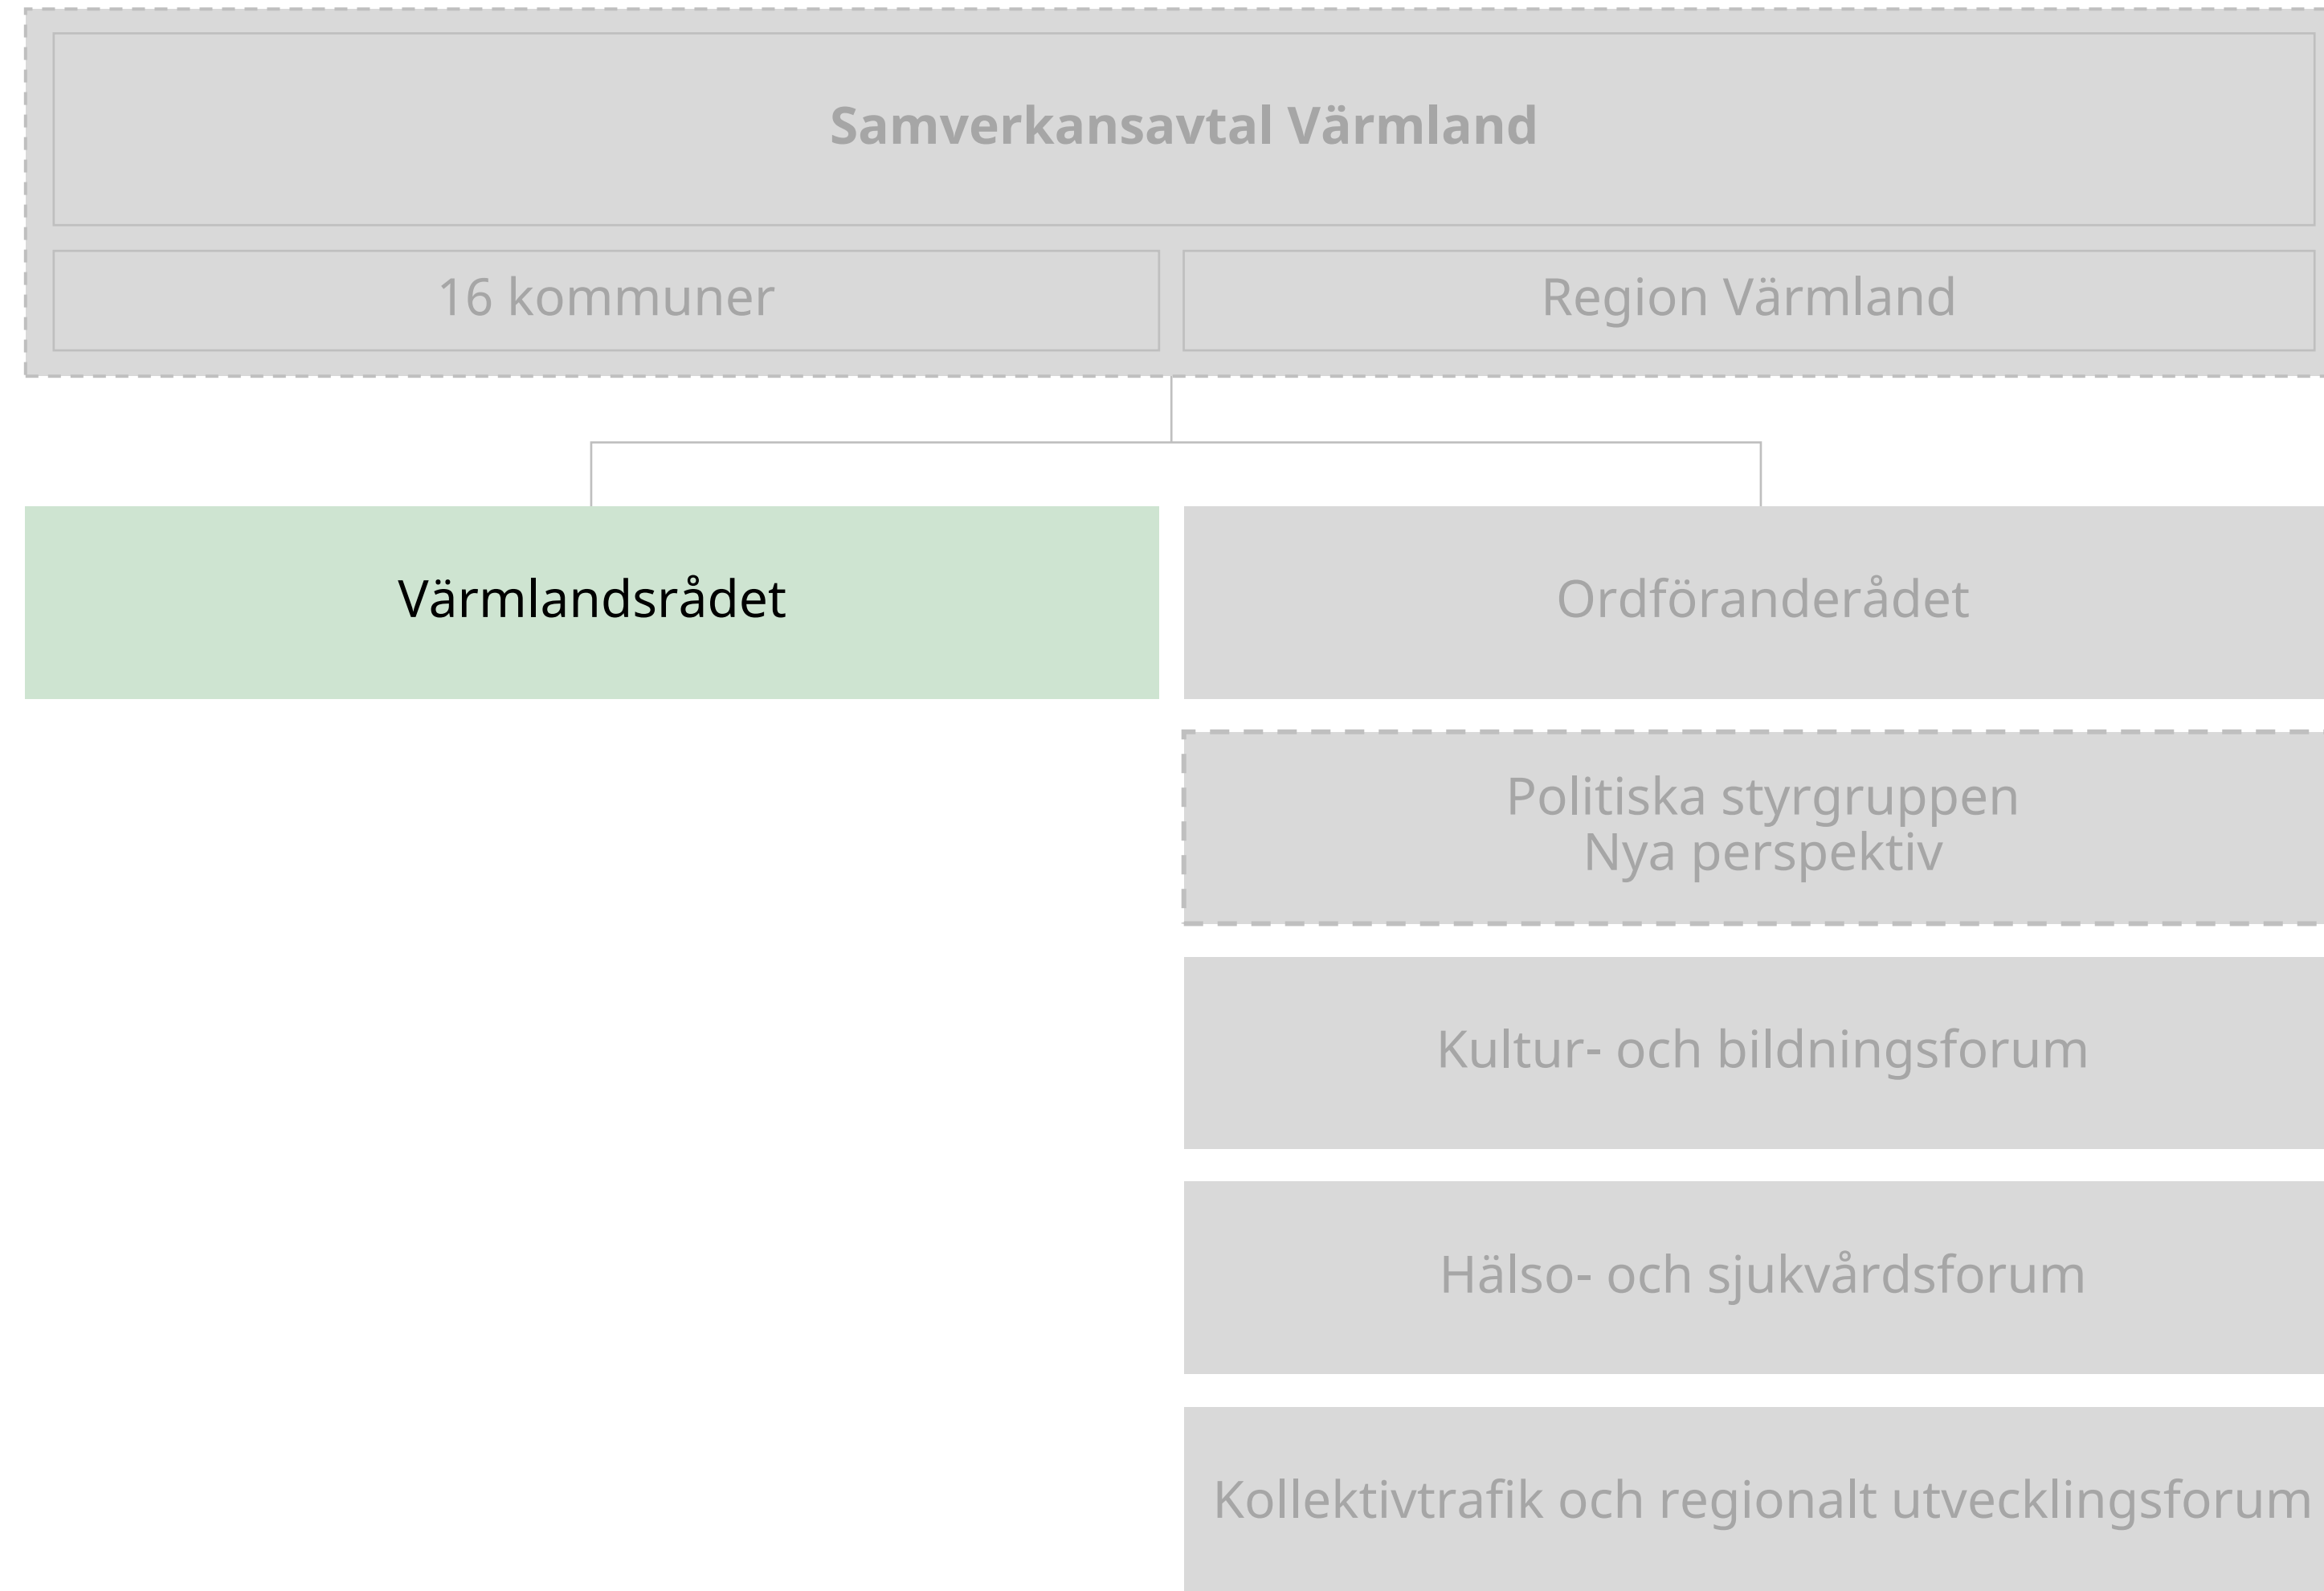 Samverkansavtal Värmland
16 kommuner
Region Värmland
Värmlandsrådet
Ordföranderådet
Politiska styrgruppen
Nya perspektiv
Kultur- och bildningsforum
Hälso- och sjukvårdsforum
Kollektivtrafik och regionalt utvecklingsforum